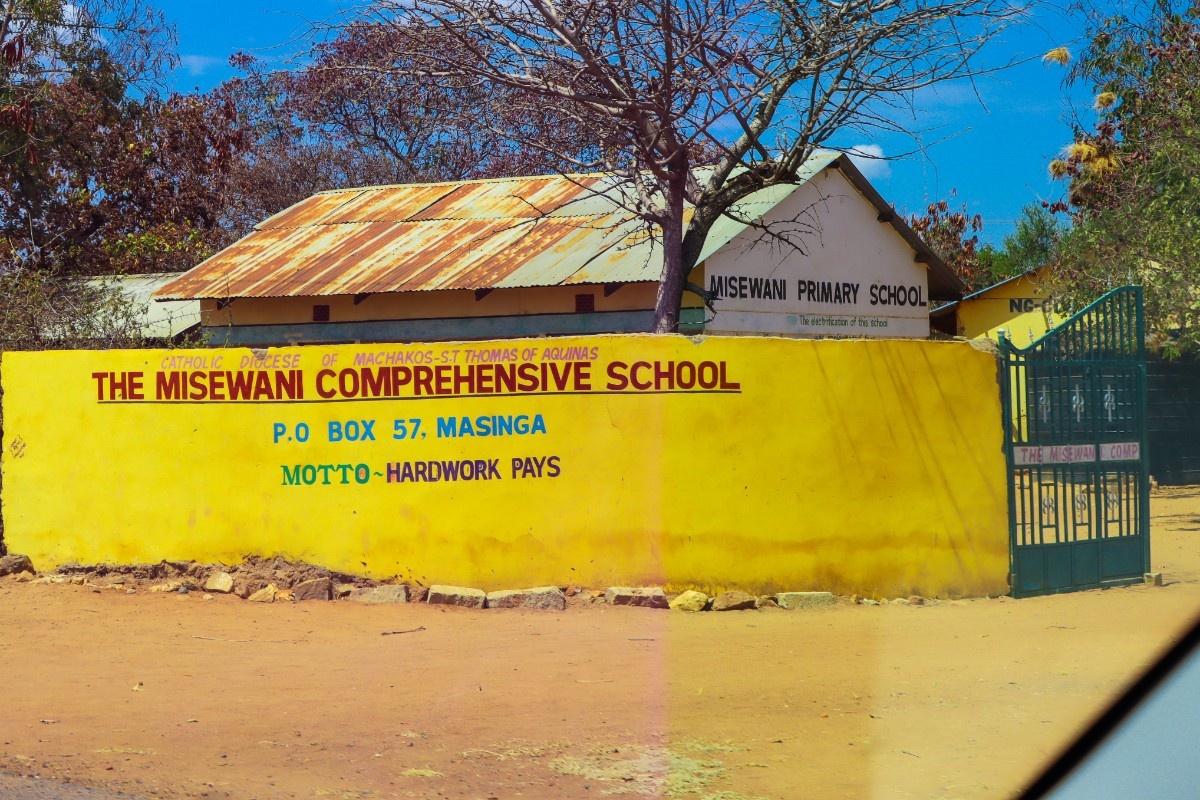 MISEWANI PRIMARY SCHOOL
The electrification of this school
CATHOLIC DIOCESE OF MACHAKOS-S.T THOMAS OF AQUINAS
THE MISEWANI COMPREHENSIVE SCHOOL
P.O BOX 57, MASINGA
MOTTO~HARDWORK PAYS
THE MISEWANI COMP